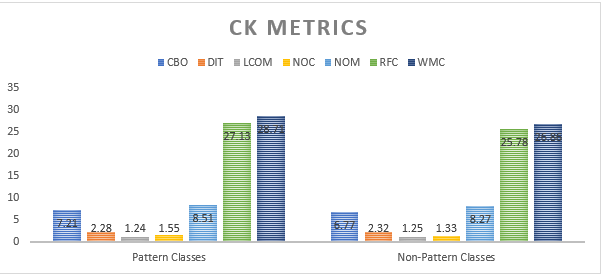 CK METRICS
CBO DIT LCOM NOC NOM RFC WMC
35
30
25
20
15
10
5
0
7.21 2.28 1.24 1.55 8.51 27.13 28.71
6.77 2.32 1.25 1.33 8.27 25.78 26.86
Pattern Classes Non-Pattern Classes